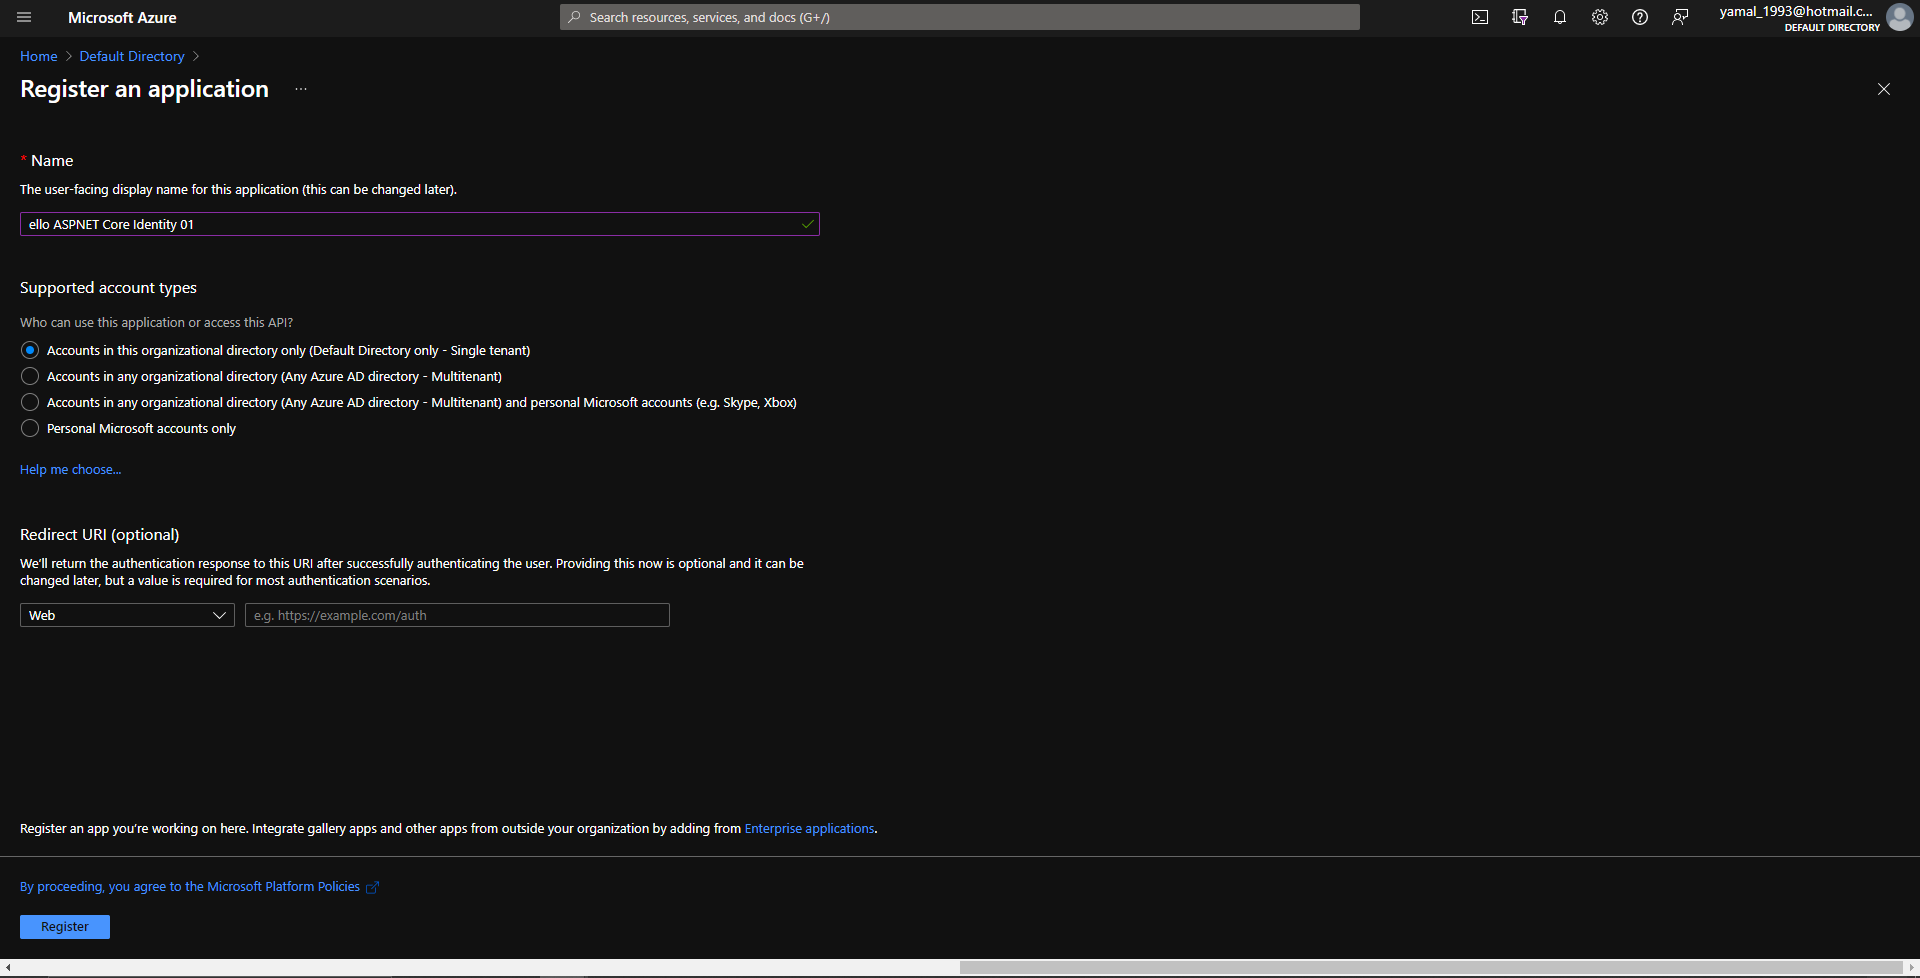 Microsoft Azure
Search resources, services, and docs (G+/)
yamal_1993@hotmail.c...
DEFAULT DIRECTORY
Home > Default Directory >
Register an application ...
* Name
The user-facing display name for this application (this can be changed later).
ello ASPNET Core Identity 01
Supported account types
Who can use this application or access this API?
Accounts in this organizational directory only (Default Directory only - Single tenant)
Accounts in any organizational directory (Any Azure AD directory - Multitenant)
Accounts in any organizational directory (Any Azure AD directory - Multitenant) and personal Microsoft accounts (e.g. Skype, Xbox)
Personal Microsoft accounts only
Help me choose...
Redirect URI (optional)
We'll return the authentication response to this URI after successfully authenticating the user. Providing this now is optional and it can be
changed later, but a value is required for most authentication scenarios.
Web
e.g. https://example.com/auth
Register an app you're working on here. Integrate gallery apps and other apps from outside your organization by adding from Enterprise applications.
By proceeding, you agree to the Microsoft Platform Policies
Register